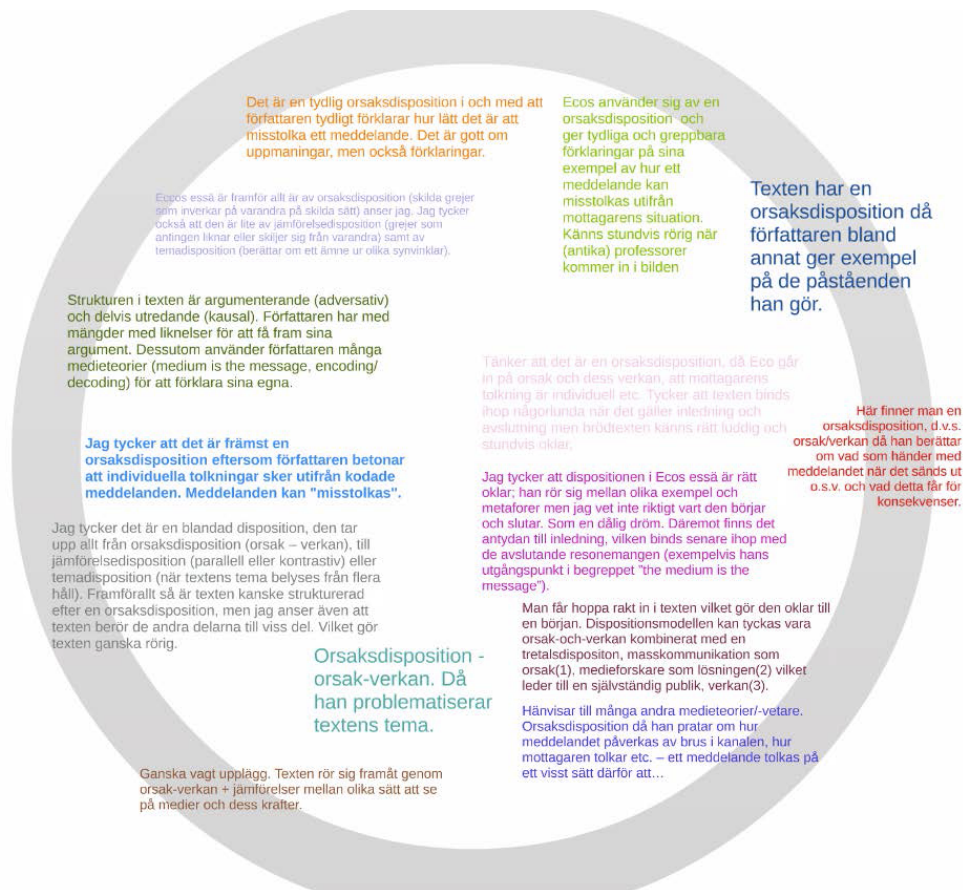 Det är en tydlig orsaksdisposition i och med att
författaren tydligt förklarar hur lätt det är att
misstolka ett meddelande. Det är gott om
uppmaningar, men också förklaringar.
Ecos använder sig av en
orsaksdisposition och
ger tydliga och greppbara
förklaringar på sina
exempel av hur ett
meddelande kan
misstolkas utifrån
mottagarens situation.
Känns stundvis rörig när
(antika) professorer
kommer in i bilden
Texten har en
orsaksdisposition då
författaren bland
annat ger exempel
på de påståenden
han gör.
Eccos essä är framför allt är av orsaksdisposition (skilda grejer
som inverkar på varandra på skilda sätt) anser jag. Jag tycker
också att den är lite av jämförelsedisposition (grejer som
antingen liknar eller skiljer sig från varandra) samt av
temadisposition (berättar om ett ämne ur olika synvinklar).
Strukturen i texten är argumenterande (adversativ)
och delvis utredande (kausal). Författaren har med
mängder med liknelser för att få fram sina
argument. Dessutom använder författaren många
medieteorier (medium is the message, encoding/
decoding) för att förklara sina egna.
Tänker att det är en orsaksdisposition, då Eco går
in på orsak och dess verkan, att mottagarens
tolkning är individuell etc. Tycker att texten binds
ihop någorlunda när det gäller inledning och
avslutning men brödtexten känns rätt luddig och
stundvis oklar.
Här finner man en
orsaksdisposition, d.v.s.
orsak/verkan då han berättar
om vad som händer med
meddelandet när det sänds ut
o.s.v. och vad detta får för
konsekvenser.
Jag tycker att det är främst en
orsaksdisposition eftersom författaren betonar
att individuella tolkningar sker utifrån kodade
meddelanden. Meddelanden kan "misstolkas".
Jag tycker att dispositionen i Ecos essä är rätt
oklar; han rör sig mellan olika exempel och
metaforer men jag vet inte riktigt vart den börjar
och slutar. Som en dålig dröm. Däremot finns det
antydan till inledning, vilken binds senare ihop med
de avslutande resonemangen (exempelvis hans
utgångspunkt i begreppet "the medium is the
message").
Jag tycker det är en blandad disposition, den tar
upp allt från orsaksdisposition (orsak – verkan), till
jämförelsedisposition (parallell eller kontrastiv) eller
temadisposition (när textens tema belyses från flera
håll). Framförallt så är texten kanske strukturerad
efter en orsaksdisposition, men jag anser även att
texten berör de andra delarna till viss del. Vilket gör
texten ganska rörig.
Man får hoppa rakt in i texten vilket gör den oklar till
en början. Dispositionsmodellen kan tyckas vara
orsak-och-verkan kombinerat med en
tretalsdispositon, masskommunikation som
orsak(1), medieforskare som lösningen(2) vilket
leder till en självständig publik, verkan(3).
Orsaksdisposition -
orsak-verkan. Då
han problematiserar
textens tema.
Hänvisar till många andra medieteorier/-vetare.
Orsaksdisposition då han pratar om hur
meddelandet påverkas av brus i kanalen, hur
mottagaren tolkar etc. – ett meddelande tolkas på
ett visst sätt därför att…
Ganska vagt upplägg. Texten rör sig framåt genom
orsak-verkan + jämförelser mellan olika sätt att se
på medier och dess krafter.